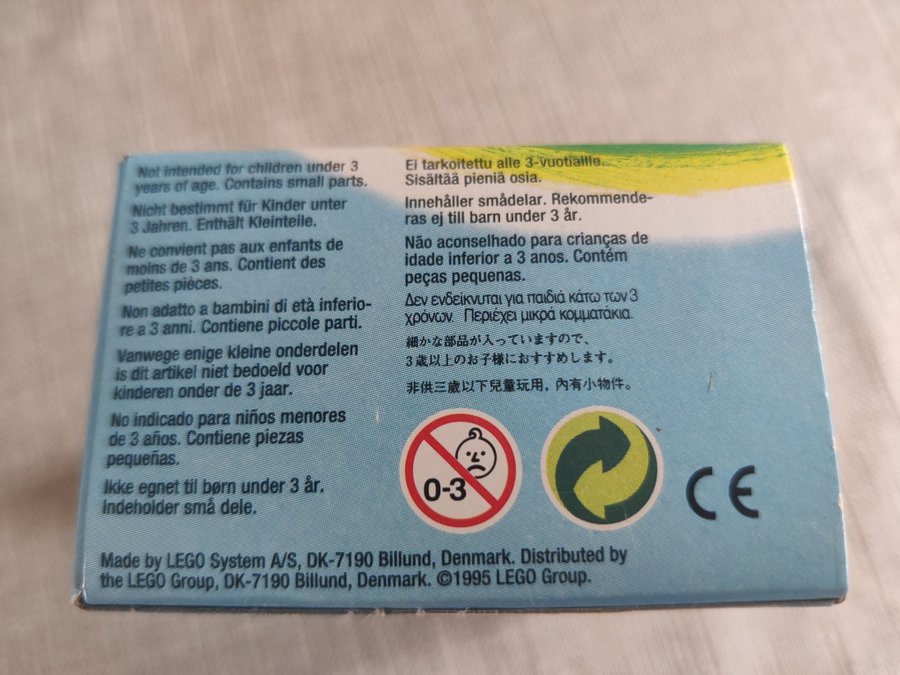 Not intended for children under 3
years of age. Contains small parts.
Nicht bestimmt für Kinder unter
3 Jahren. Enthält Kleinteile.
Ne convient pas aux enfants de
moins de 3 ans. Contient des
petites pièces.
Non adatto a bambini di età inferio-
re a 3 anni. Contiene piccole parti.
Vanwege enige kleine onderdelen
is dit artikel niet bedoeld voor
kinderen onder de 3 jaar.
No indicado para niños menores
de 3 años. Contiene piezas
pequeñas.
Ikke egnet til børn under 3 år.
Indeholder små dele.
Ei tarkoitettu alle 3-vuotiaille.
Sisältää pieniä osia.
Innehåller smådelar. Rekommende-
ras ej till barn under 3 år.
Não aconselhado para crianças de
idade inferior a 3 anos. Contém
peças pequenas.
Δεν ενδείκνυται για παιδιά κάτω των 3
χρόνων. Περιέχει μικρά κομματάκια.
細かな部品が入っていますので、
3歳以上のお子様におすすめします。
非供三歲以下兒童玩用,內有小物件。
0-3
CE
Made by LEGO System A/S, DK-7190 Billund, Denmark. Distributed by
the LEGO Group, DK-7190 Billund, Denmark. ©1995 LEGO Group.